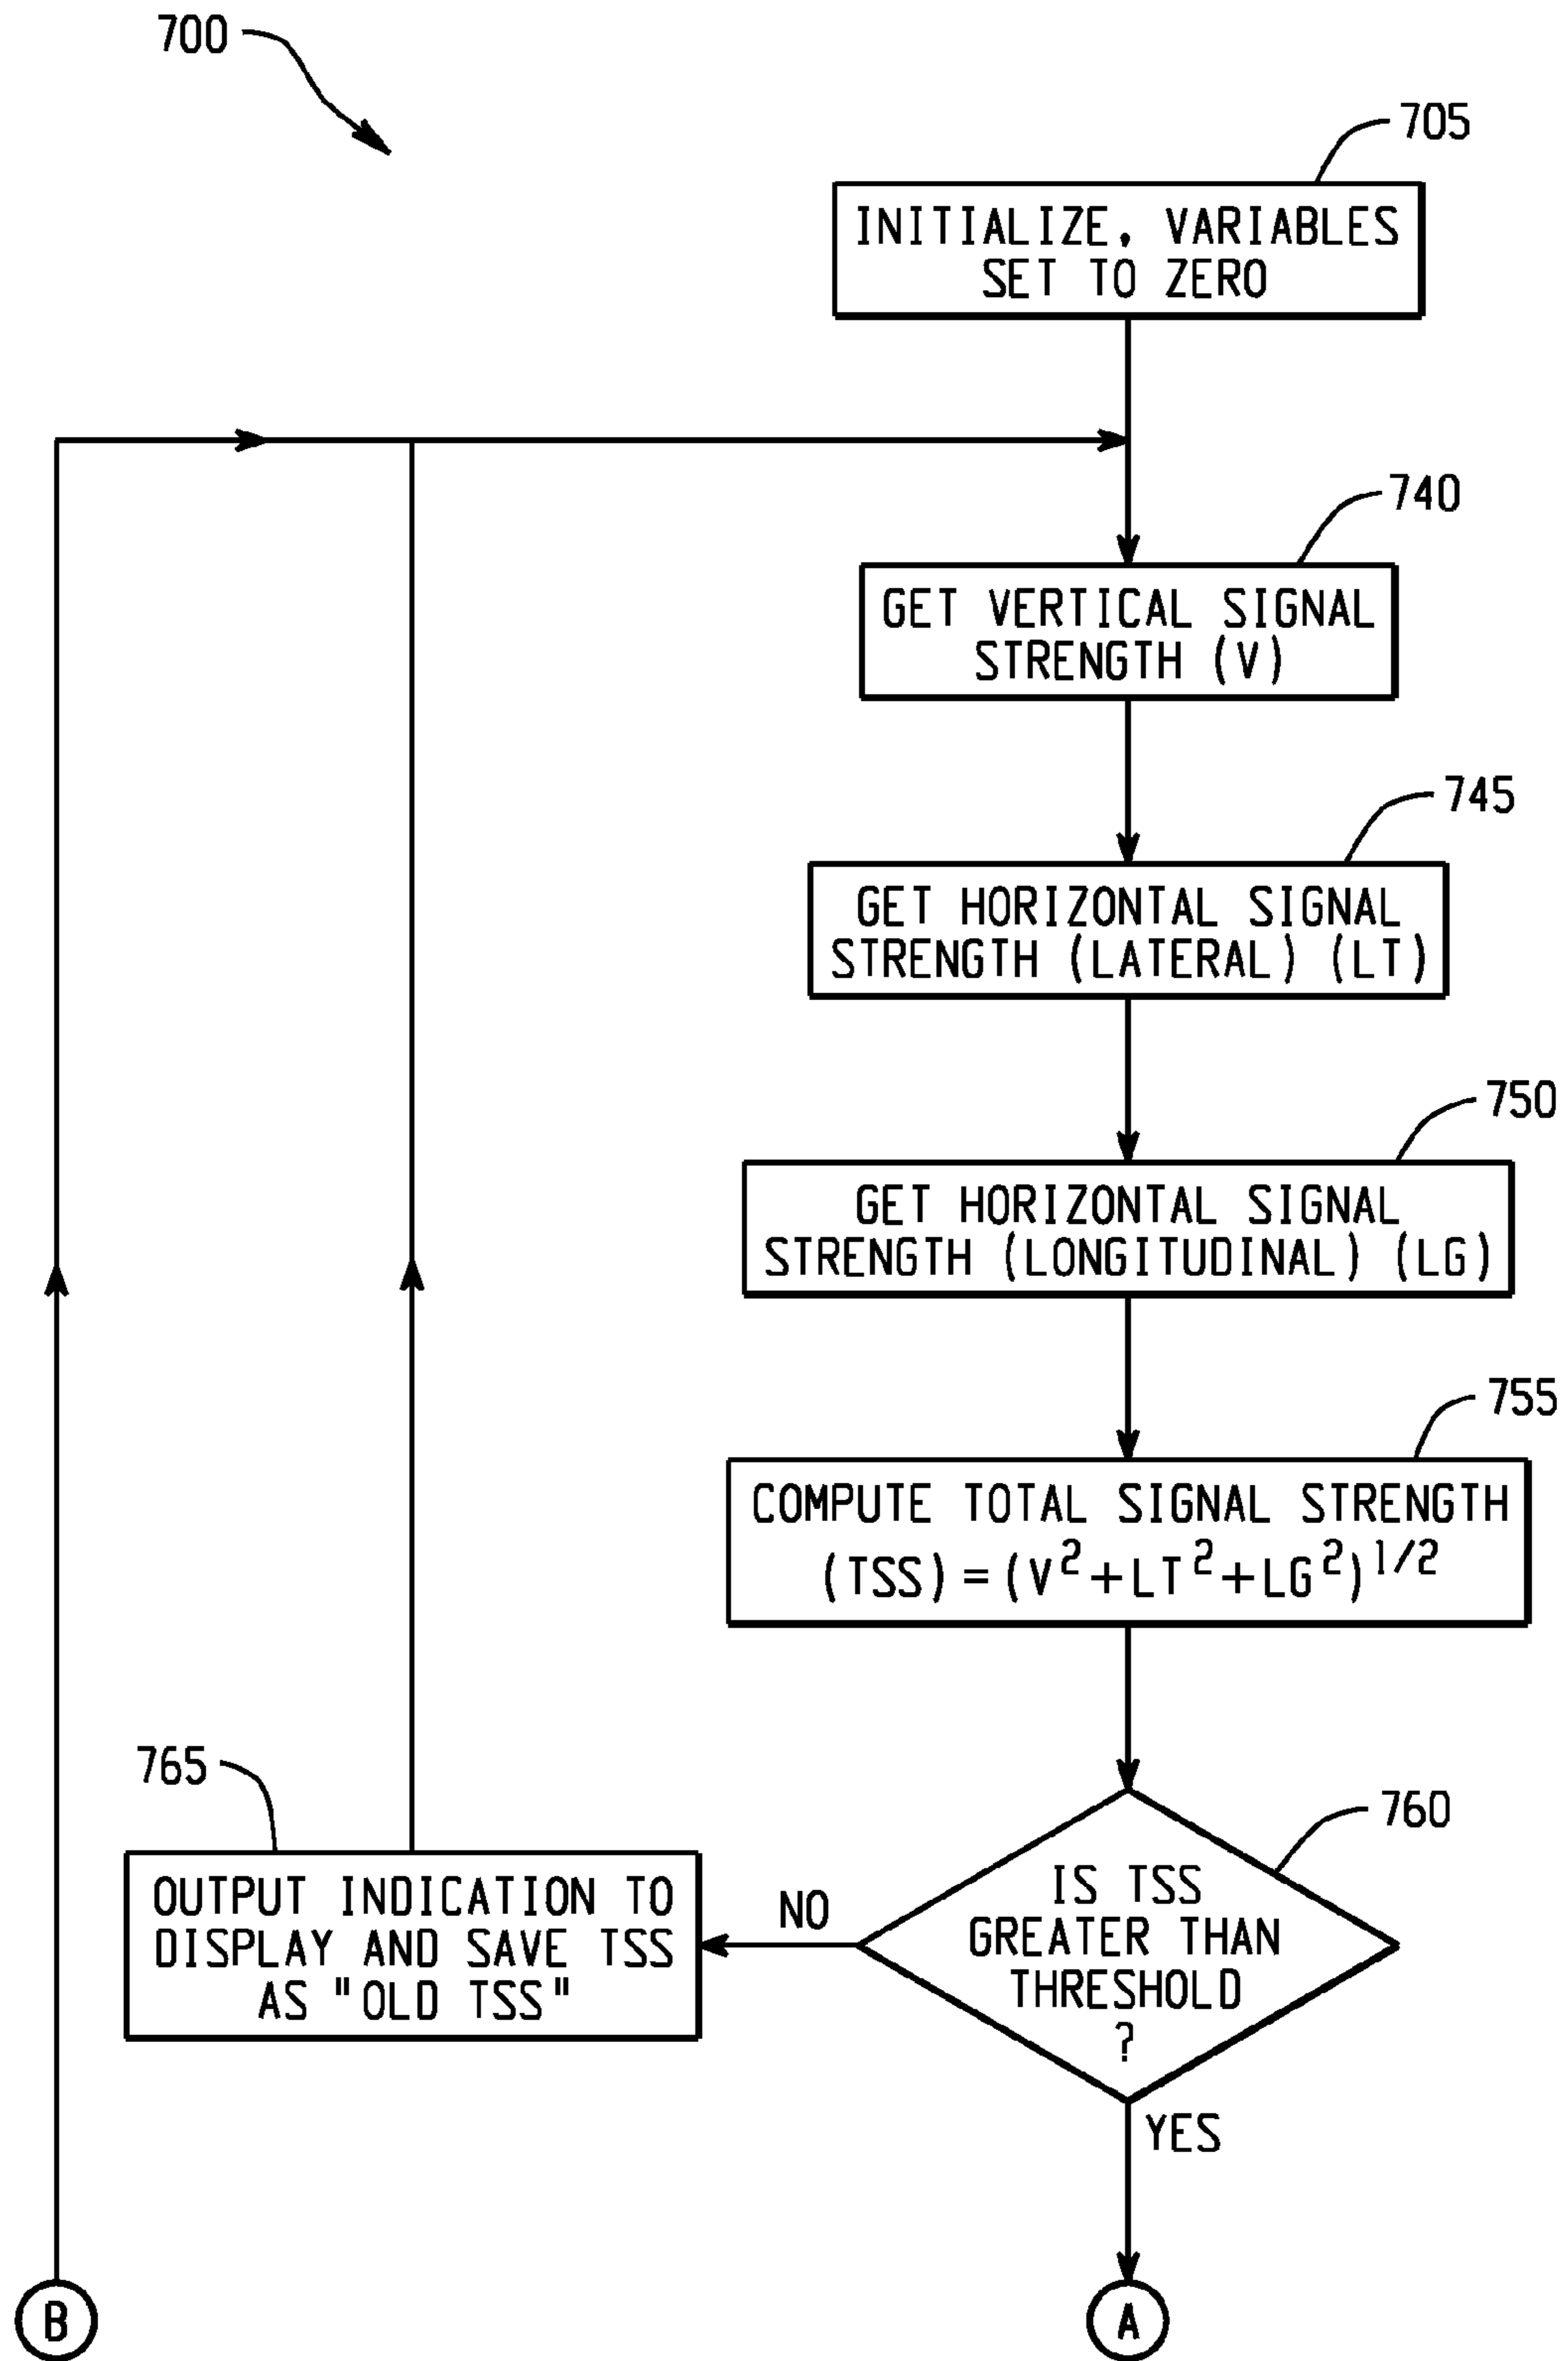 700
705
INITIALIZE, VARIABLES
SET TO ZERO
740
GET VERTICAL SIGNAL
STRENGTH (V)
745
GET HORIZONTAL SIGNAL
STRENGTH (LATERAL) (LT)
750
GET HORIZONTAL SIGNAL
STRENGTH (LONGITUDINAL) (LG)
755
COMPUTE TOTAL SIGNAL STRENGTH
(TSS) = (V²+LT²+LG²)^1/2
765
760
OUTPUT INDICATION TO
DISPLAY AND SAVE TSS
AS "OLD TSS"
NO
IS TSS
GREATER THAN
THRESHOLD
?
YES
B
A